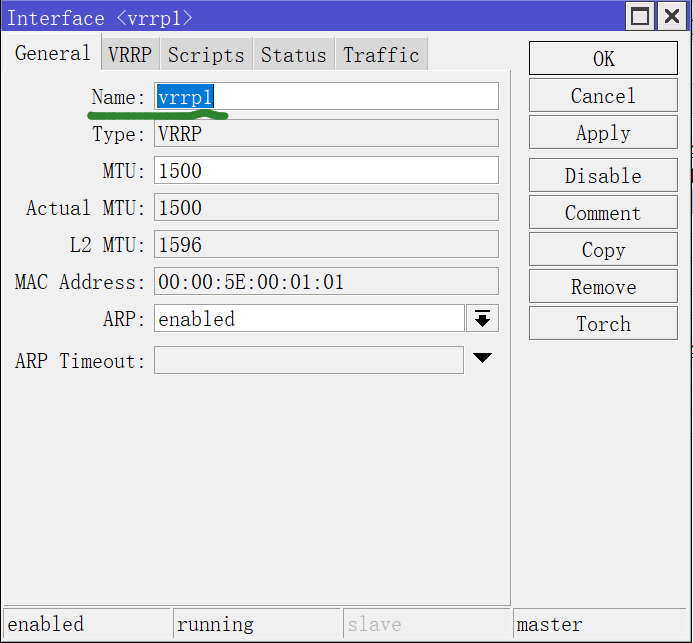 Interface <vrrp1>
General VRRP Scripts Status Traffic
OK
Name: vrrp1
Cancel
Type: VRRP
Apply
MTU: 1500
Disable
Actual MTU: 1500
Comment
L2 MTU: 1596
Copy
MAC Address: 00:00:5E:00:01:01
Remove
ARP: enabled
Torch
ARP Timeout:
enabled running slave master